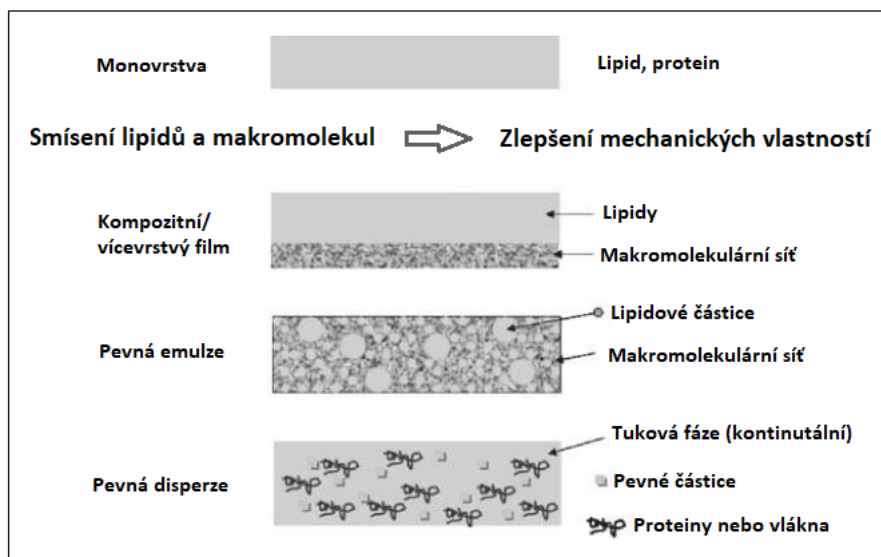 Monovrstva
Lipid, protein
Smísení lipidů a makromolekul
Zlepšení mechanických vlastností
Kompozitní/
vícevrstvý film
Lipidy
Makromolekulární síť
Pevná emulze
Lipidové částice
Makromolekulární síť
Pevná disperze
Tuková fáze (kontinutální)
Pevné částice
Proteiny nebo vlákna